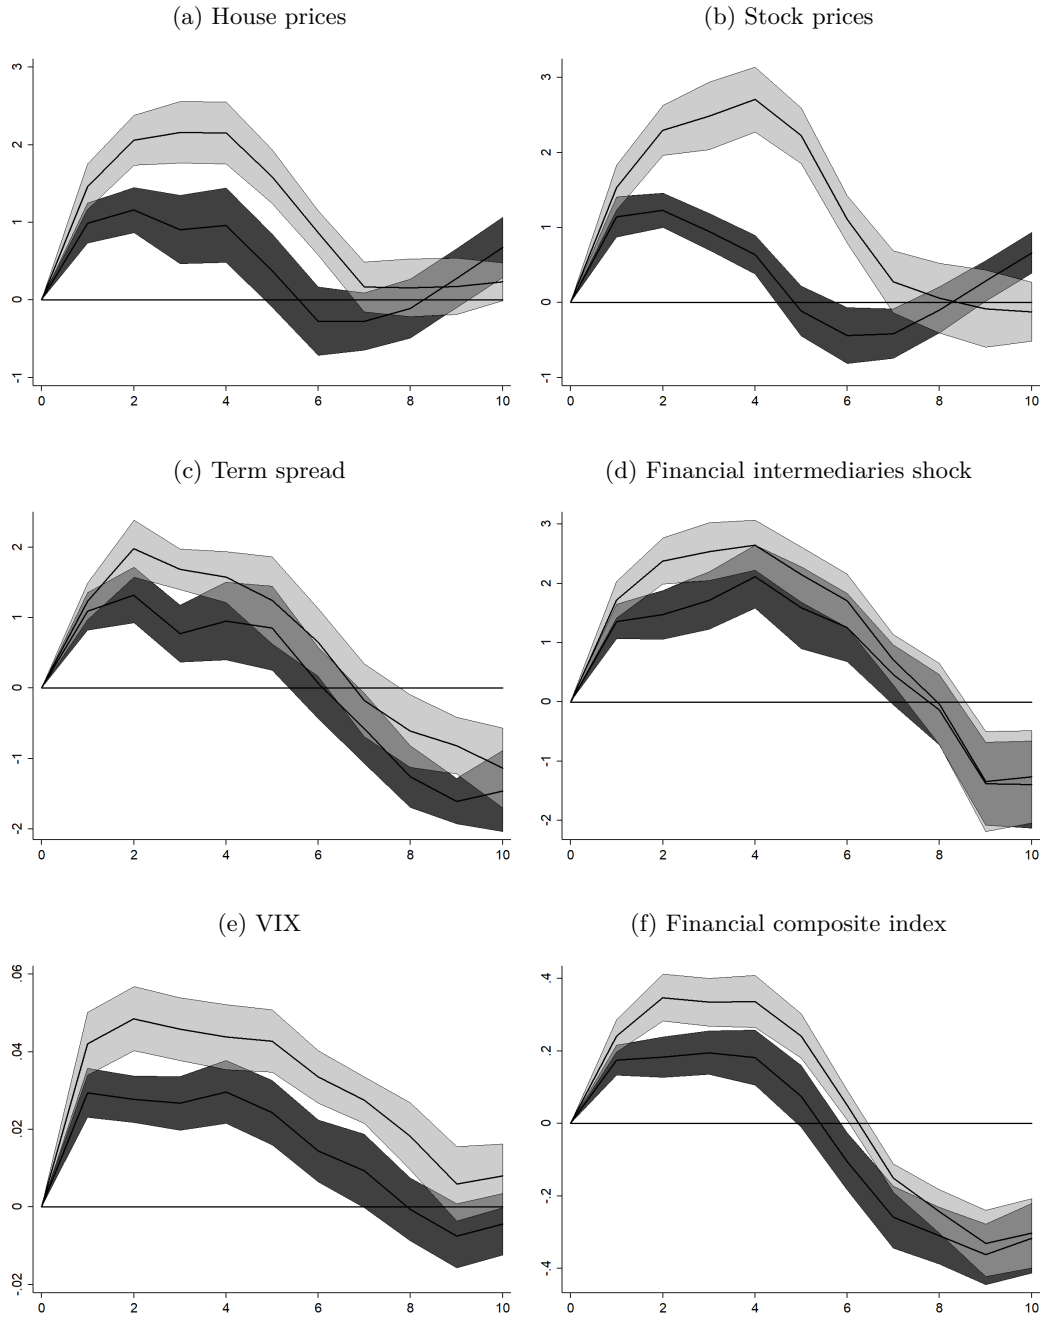 (a) House prices
(b) Stock prices
3
2
1
0
-1
0 2 4 6 8 10
3
2
1
0
-1
0 2 4 6 8 10
(c) Term spread
(d) Financial intermediaries shock
2
1
0
-1
-2
0 2 4 6 8 10
3
2
1
0
-1
-2
0 2 4 6 8 10
(e) VIX
(f) Financial composite index
.06
.04
.02
0
-.02
0 2 4 6 8 10
.4
.2
0
-.2
-.4
0 2 4 6 8 10